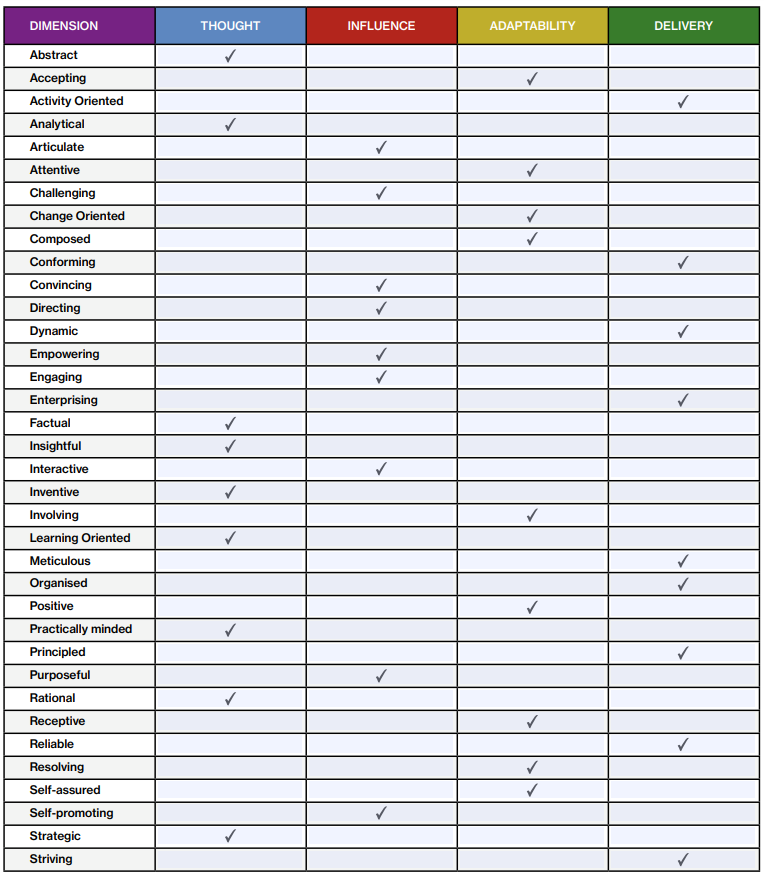 DIMENSION THOUGHT INFLUENCE ADAPTABILITY DELIVERY
Abstract ✓
Accepting ✓
Activity Oriented ✓
Analytical ✓
Articulate ✓
Attentive ✓
Challenging ✓
Change Oriented ✓
Composed ✓
Conforming ✓
Convincing ✓
Directing ✓
Dynamic ✓
Empowering ✓
Engaging ✓
Enterprising ✓
Factual ✓
Insightful ✓
Interactive ✓
Inventive ✓
Involving ✓
Learning Oriented ✓
Meticulous ✓
Organised ✓
Positive ✓
Practically minded ✓
Principled ✓
Purposeful ✓
Rational ✓
Receptive ✓
Reliable ✓
Resolving ✓
Self-assured ✓
Self-promoting ✓
Strategic ✓
Striving ✓